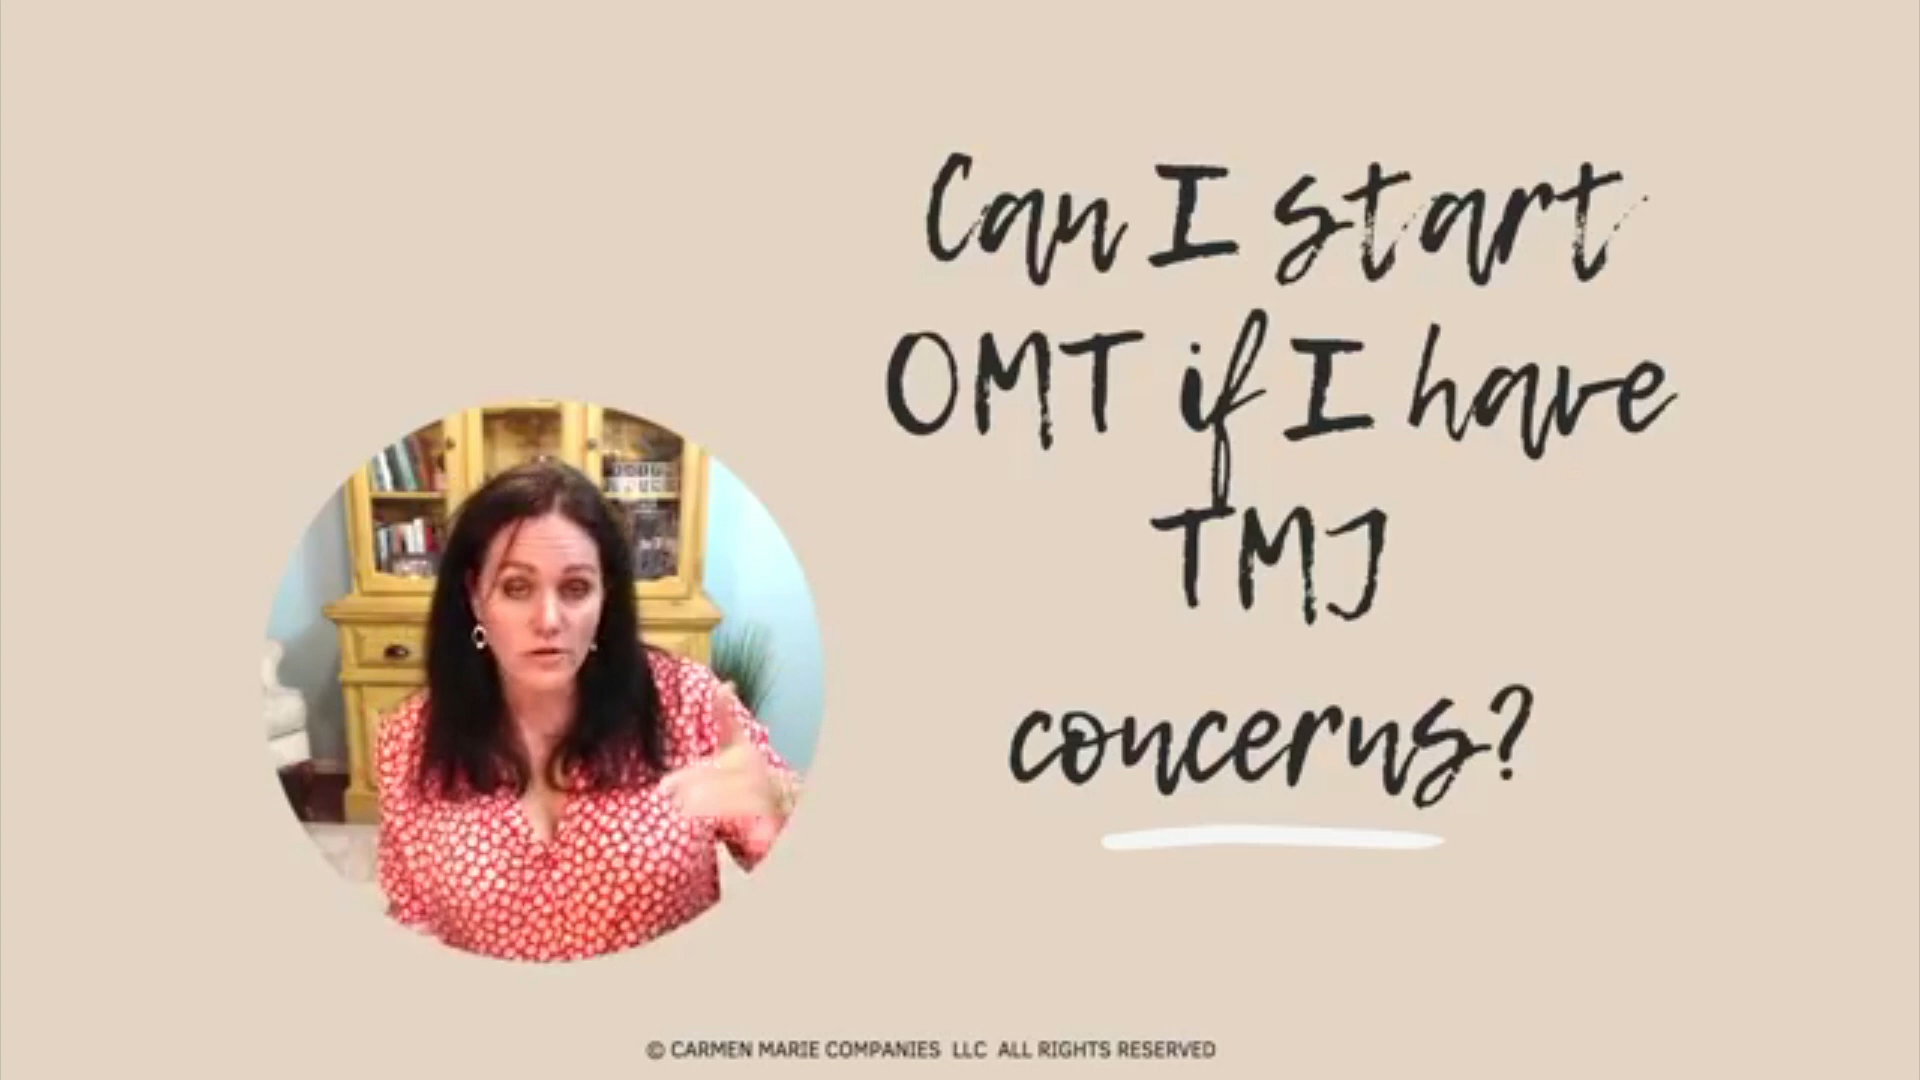 Can I start
OMT if I have
TMJ
concerns?
© CARMEN MARIE COMPANIES LLC ALL RIGHTS RESERVED